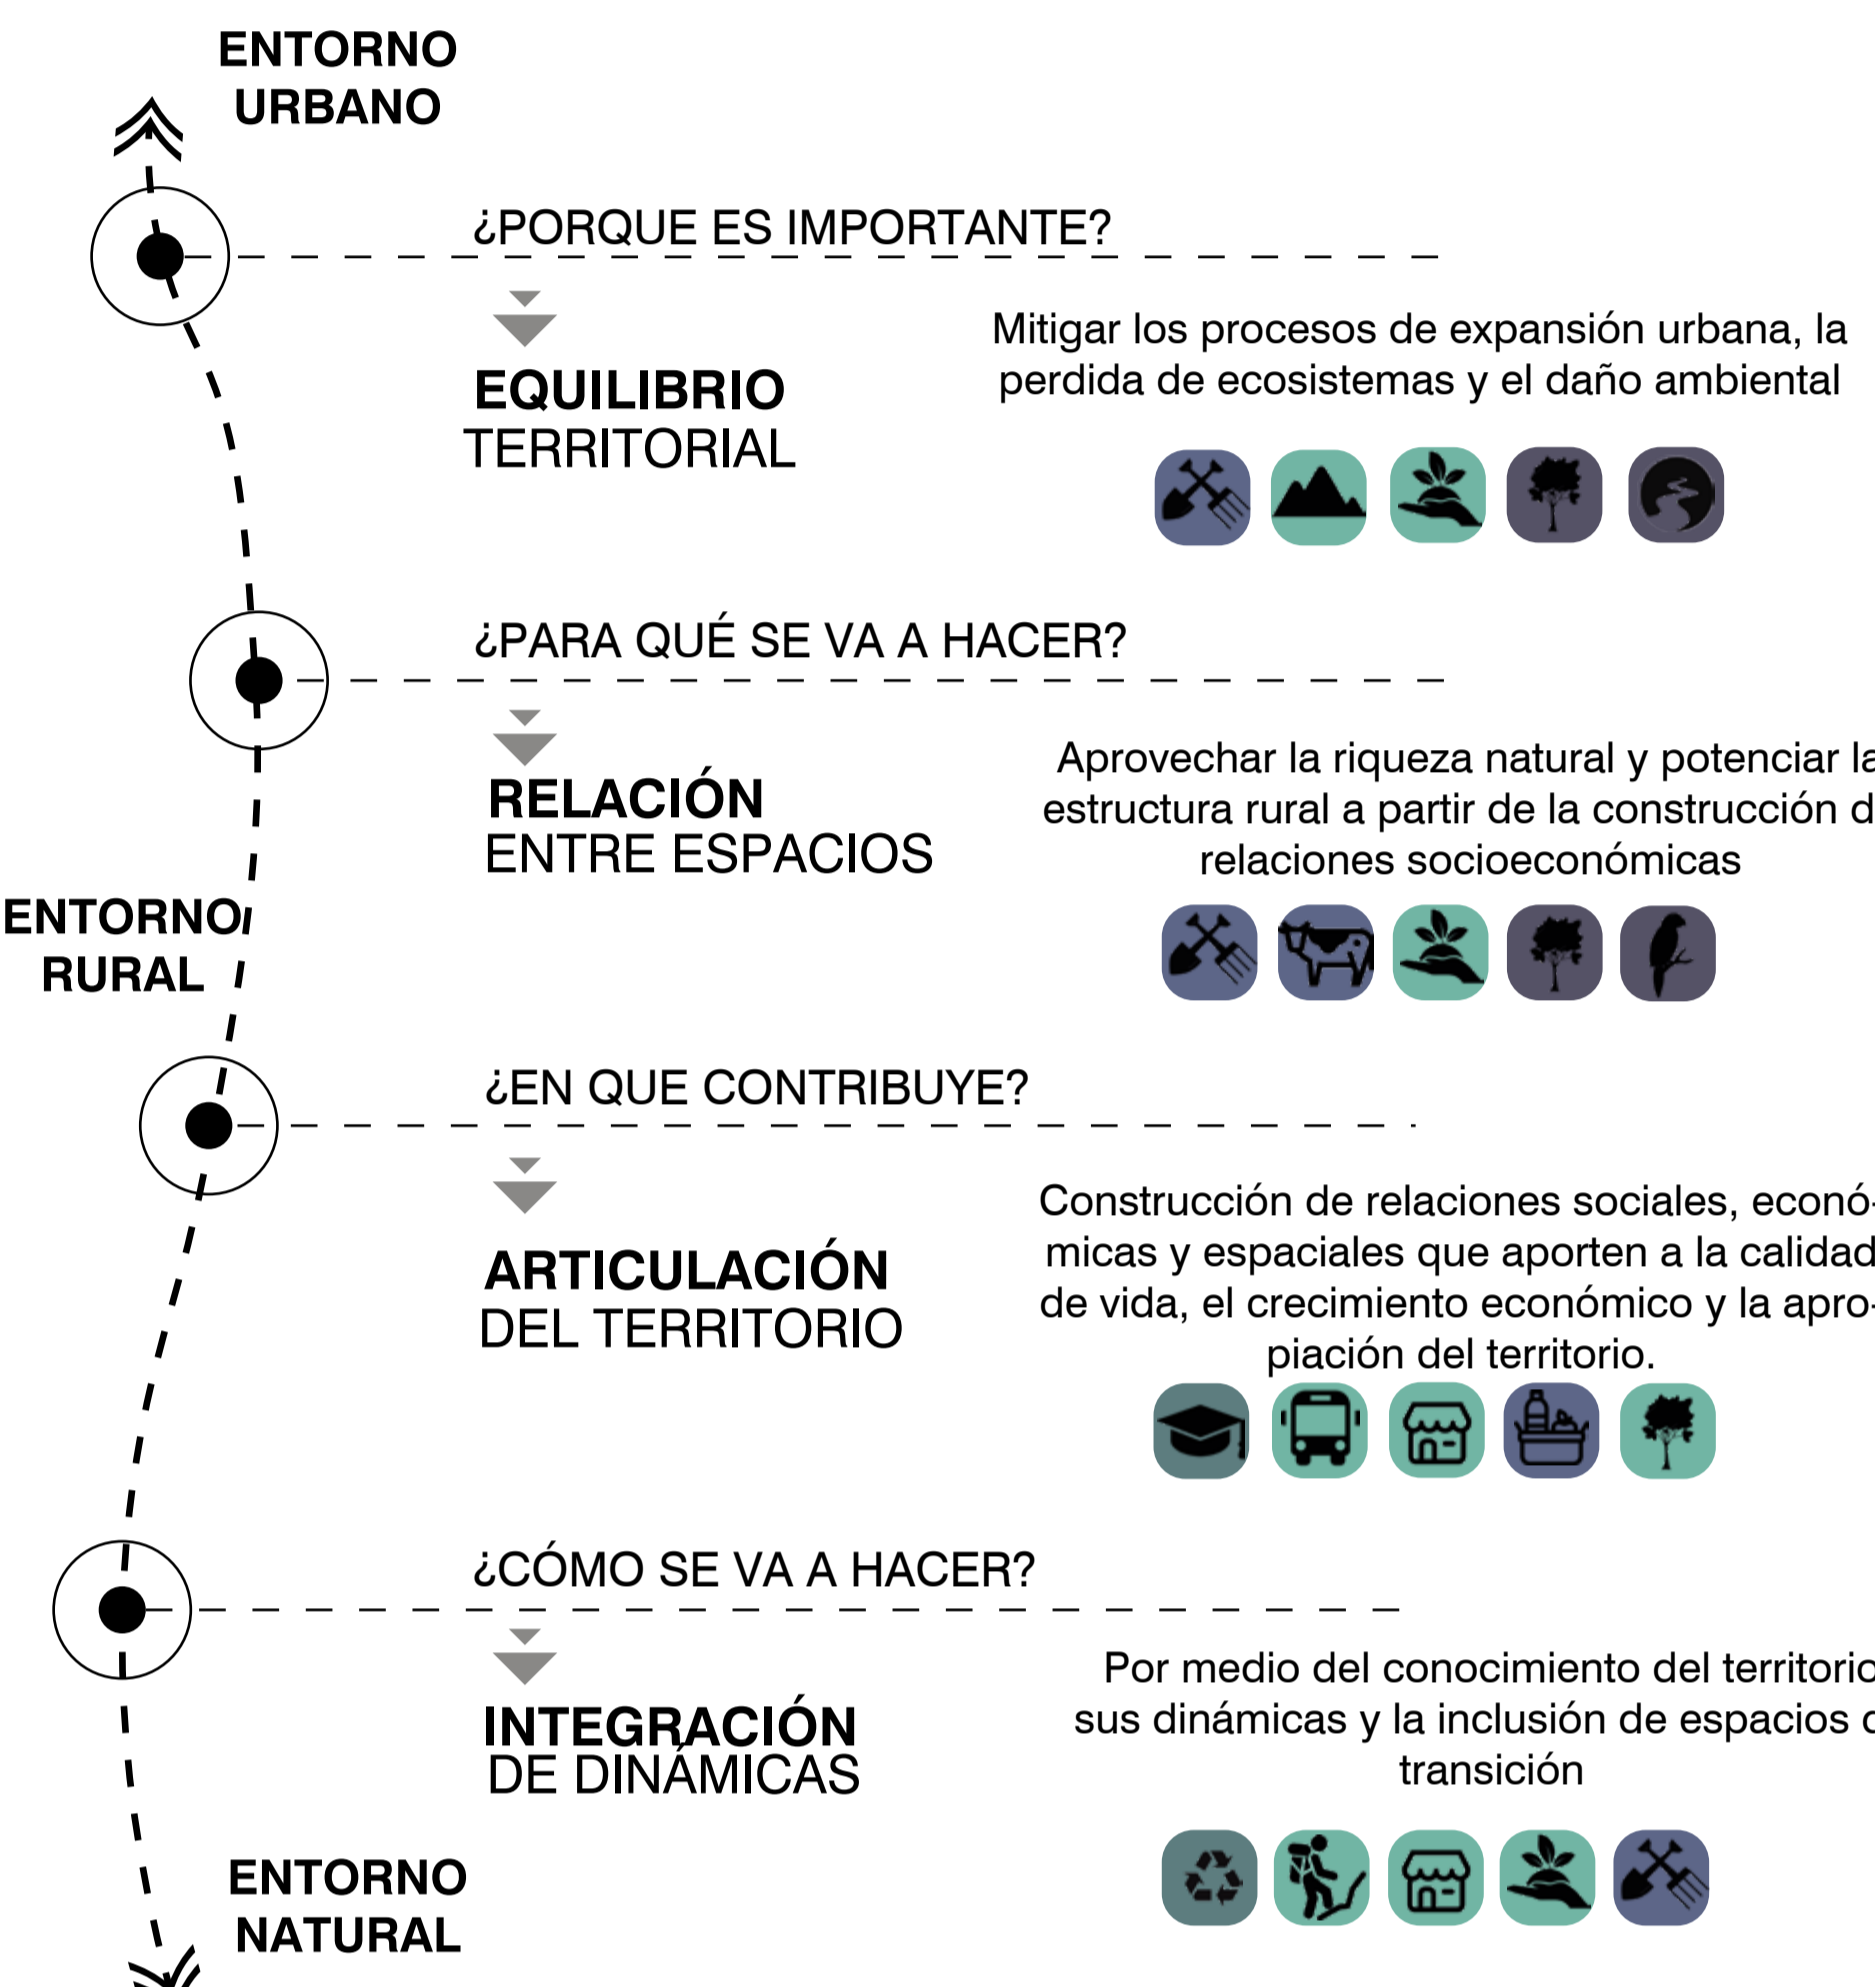 ENTORNO
URBANO
¿PORQUE ES IMPORTANTE?
EQUILIBRIO
TERRITORIAL
Mitigar los procesos de expansión urbana, la
perdida de ecosistemas y el daño ambiental
¿PARA QUÉ SE VA A HACER?
RELACIÓN
ENTRE ESPACIOS
Aprovechar la riqueza natural y potenciar la
estructura rural a partir de la construcción
relaciones socioeconómicas
ENTORNO
RURAL
¿EN QUE CONTRIBUYE?
ARTICULACIÓN
DEL TERRITORIO
Construcción de relaciones sociales, econó-
micas y espaciales que aporten a la calidad
de vida, el crecimiento económico y la apro-
piación del territorio.
¿CÓMO SE VA A HACER?
INTEGRACIÓN
DE DINÁMICAS
Por medio del conocimiento del territorio
sus dinámicas y la inclusión de espacios
transición
ENTORNO
NATURAL